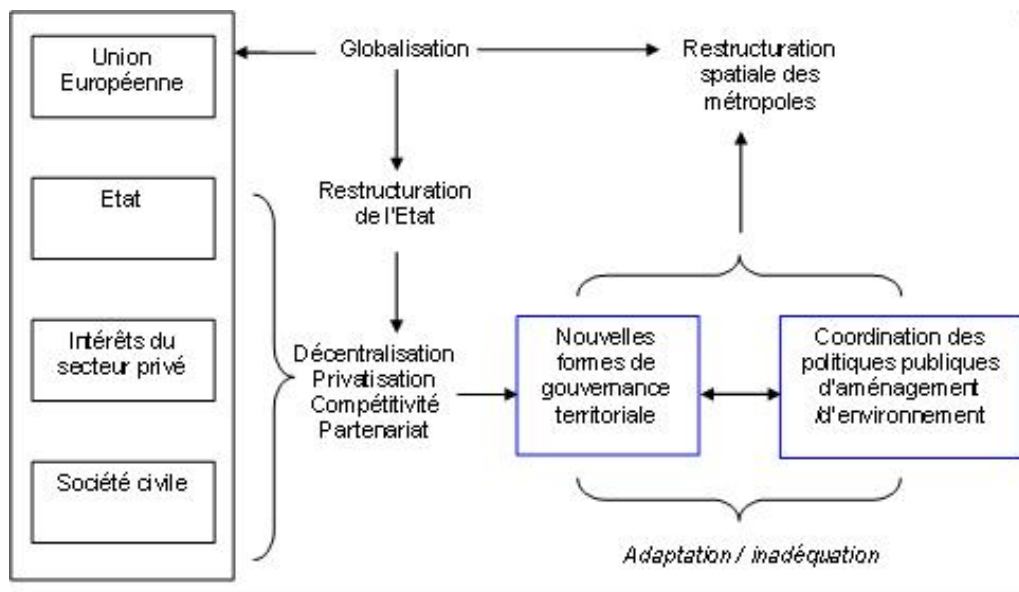 Union
Européenne
Globalisation
Restructuration
spatiale des
métropoles
Etat
Restructuration
de l'Etat
Intérêts du
secteur privé
Décentralisation
Privatisation
Compétitivité
Partenariat
Nouvelles
formes de
gouvernance
territoriale
Coordination des
politiques publiques
d'aménagement
/d'environnement
Société civile
Adaptation / inadéquation